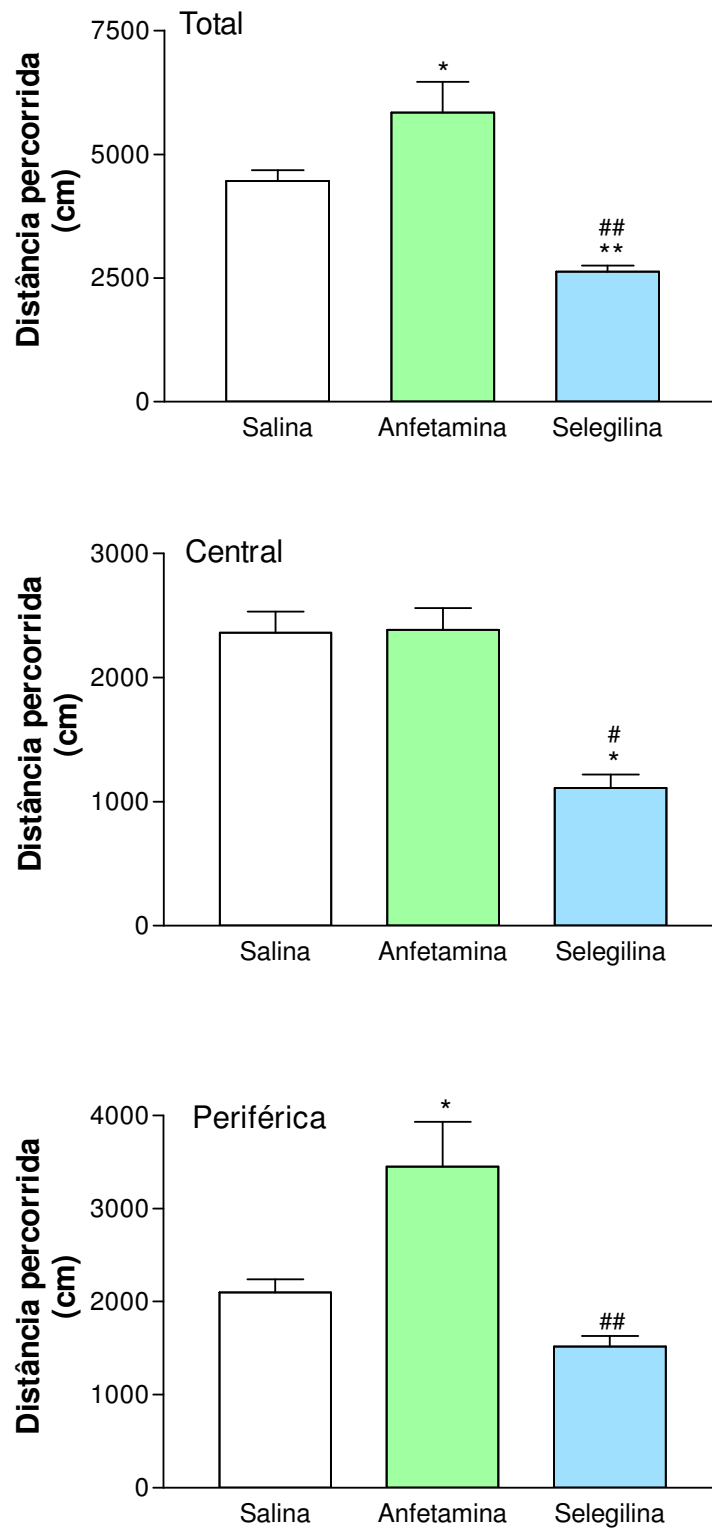 Total
Distância percorrida
(cm)
7500
5000
2500
0
*
##
**
Salina Anfetamina Selegilina
Central
Distância percorrida
(cm)
3000
2000
1000
0
#
*
Salina Anfetamina Selegilina
Periférica
Distância percorrida
(cm)
4000
3000
2000
1000
0
*
##
Salina Anfetamina Selegilina